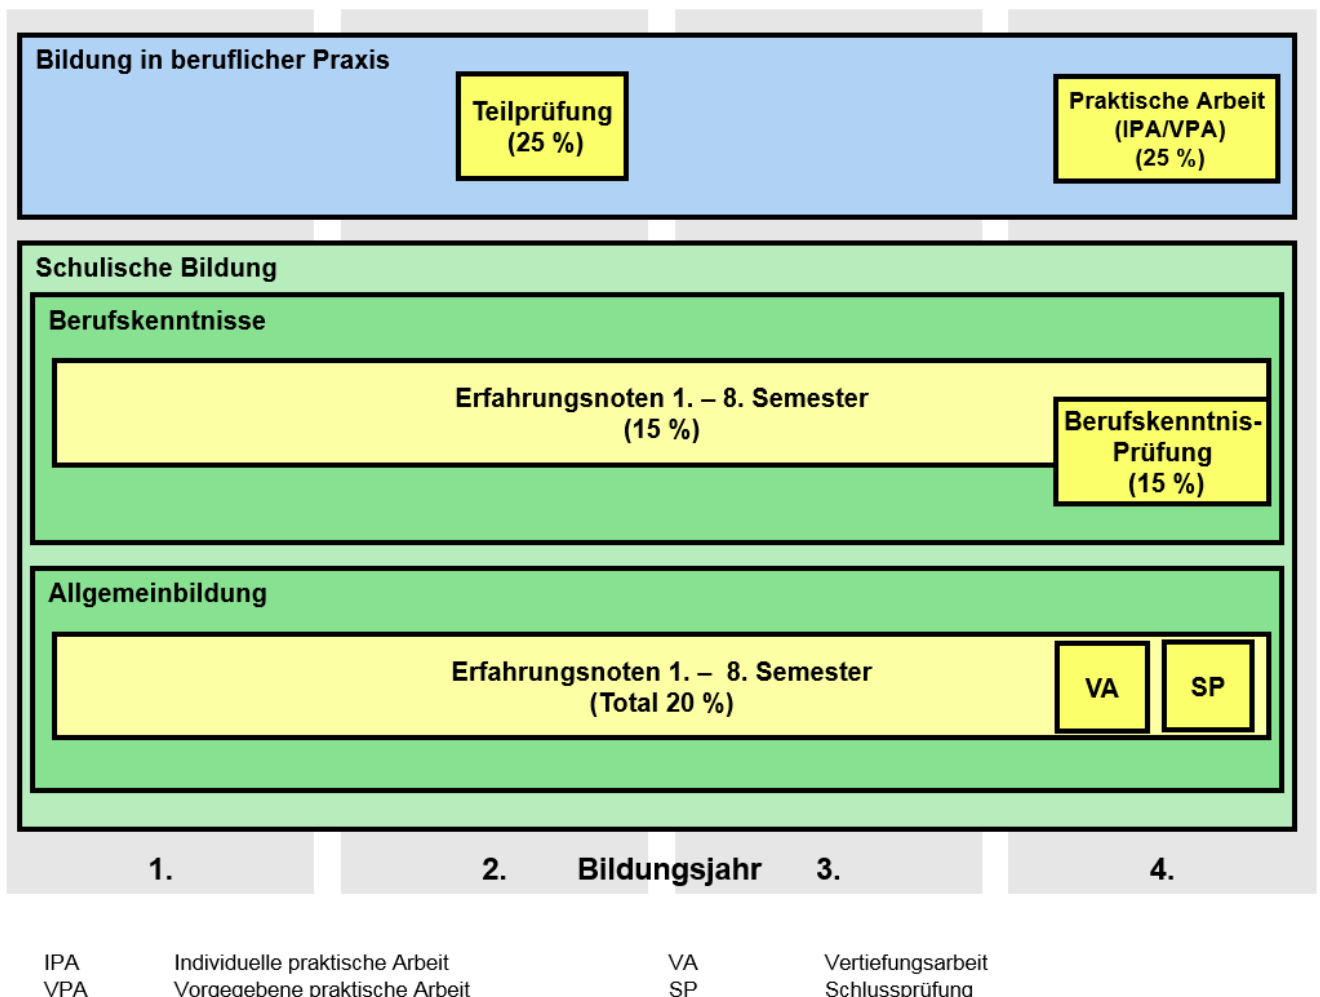 Bildung in beruflicher Praxis
Teilprüfung
(25 %)
Praktische Arbeit
(IPA/VPA)
(25 %)
Schulische Bildung
Berufskenntnisse
Erfahrungsnoten 1. – 8. Semester
(15 %)
Berufskenntnis-
Prüfung
(15 %)
Allgemeinbildung
Erfahrungsnoten 1. – 8. Semester
(Total 20 %)
VA
SP
1. 2. Bildungsjahr 3. 4.
IPA Individuelle praktische Arbeit VA Vertiefungsarbeit
VPA Vorgegebene praktische Arbeit SP Schlussprüfung